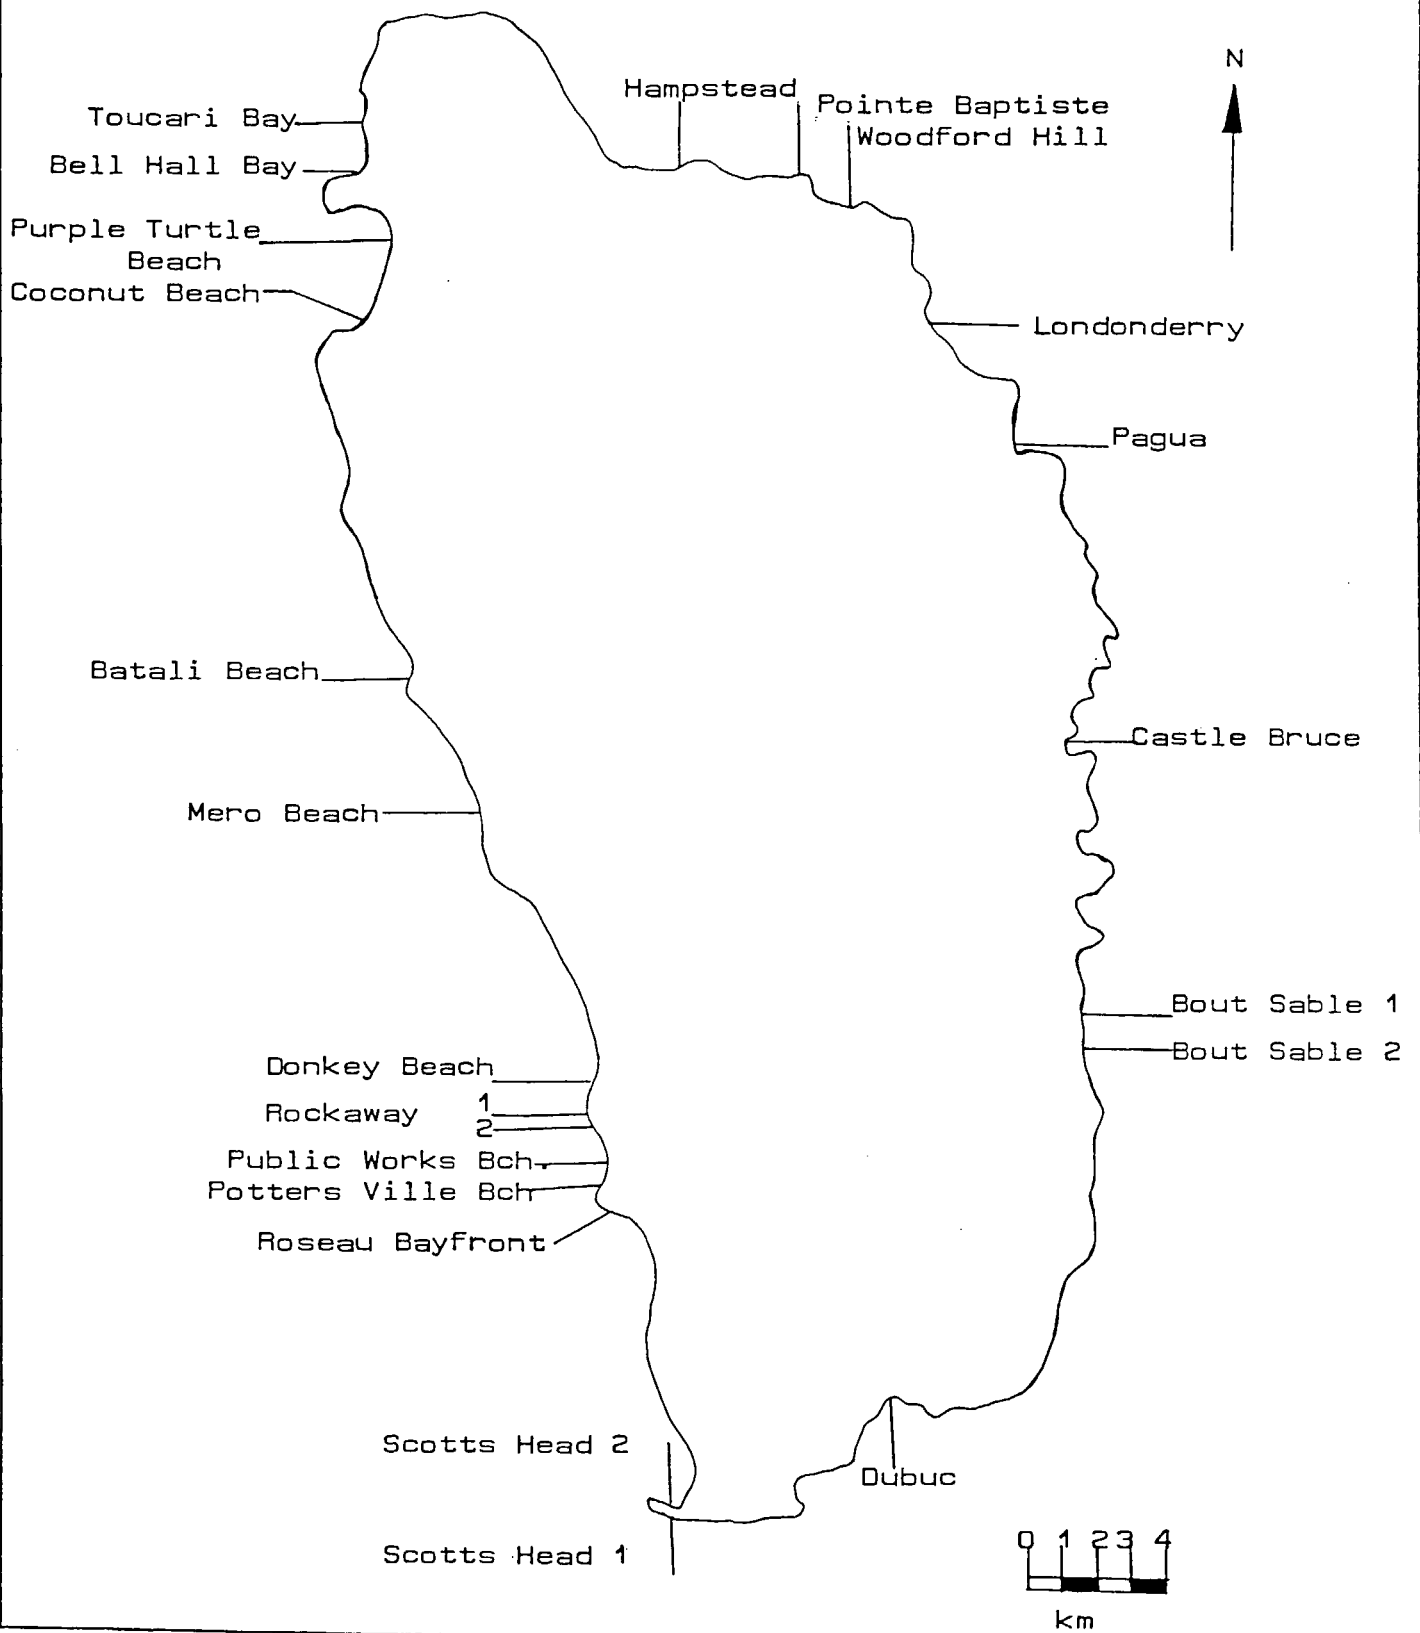 N
Hampstead
Pointe Baptiste
Woodford Hill
Toucari Bay
Bell Hall Bay
Purple Turtle
Beach
Coconut Beach
Londonderry
Pagua
Batali Beach
Castle Bruce
Mero Beach
Bout Sable 1
Bout Sable 2
Donkey Beach
Rockaway 1
2
Public Works Bch.
Potters Ville Bch
Roseau Bayfront
Scotts Head 2
Dubuc
Scotts Head 1
0 1 2 3 4
km